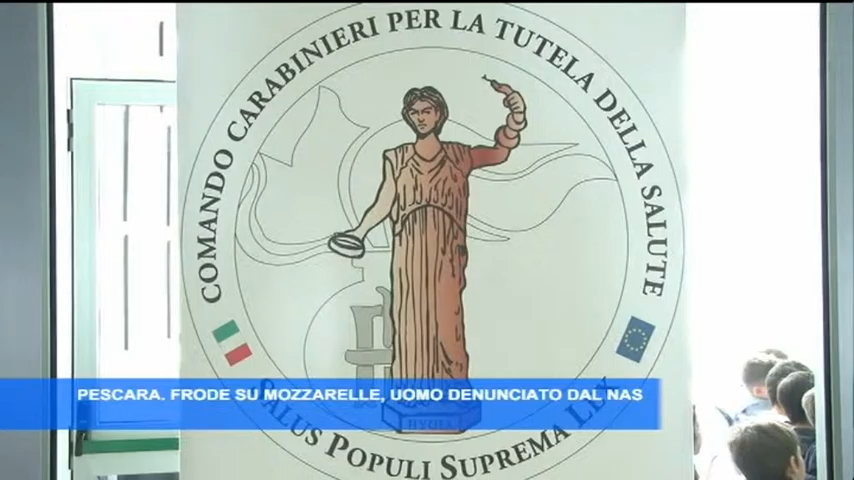 COMANDO CARABINIERI PER LA TUTELA DELLA SALUTE
PESCARA. FRODE SU MOZZARELLE, UOMO DENUNCIATO DAL NAS
SALUS POPULI SUPREMA LEX